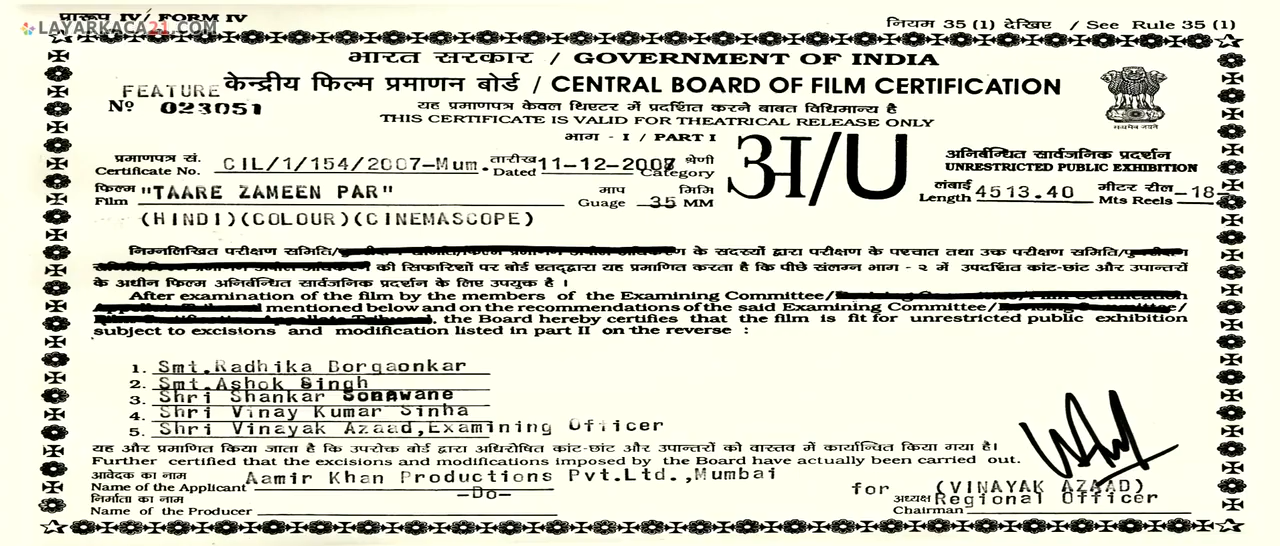 प्रारूप IV/ FORM IV
LAYARKACA21.COM
नियम 35 (1) देखिए / See Rule 35 (1)
भारत सरकार / GOVERNMENT OF INDIA
केन्द्रीय फिल्म प्रमाणन बोर्ड / CENTRAL BOARD OF FILM CERTIFICATION
FEATURE
No 023051
यह प्रमाणपत्र केवल थिएटर में प्रदर्शित करने बाबत विधिमान्य है
THIS CERTIFICATE IS VALID FOR THEATRICAL RELEASE ONLY
सत्यमेव जयते
भाग - I / PART I
अ/U
प्रमाणपत्र सं. Certificate No. CIL/1/154/2007-Mum. तारीख Dated 11-12-2007 श्रेणी Category
अनिर्बन्धित सार्वजनिक प्रदर्शन
UNRESTRICTED PUBLIC EXHIBITION
फिल्म Film "TAARE ZAMEEN PAR" माप Guage 35 मिमि MM
लंबाई Length 4513.40 मीटर रील Mts Reels -18-
(HINDI)(COLOUR)(CINEMASCOPE)
निम्नलिखित परीक्षण समिति/ के सदस्यों द्वारा परीक्षण के पश्चात तथा उक्त परीक्षण समिति/
की सिफारिशों पर बोर्ड एतद्द्वारा यह प्रमाणित करता है कि पीछे संलग्न भाग - २ में उपदर्शित कांट-छांट और उपान्तरों
के अधीन फिल्म अनिर्बन्धित सार्वजनिक प्रदर्शन के लिए उपयुक्त है ।
After examination of the film by the members of the Examining Committee/
mentioned below and on the recommendations of the said Examining Committee/
, the Board hereby certifies that the film is fit for unrestricted public exhibition
subject to excisions and modification listed in part II on the reverse :
1. Smt.Radhika Borgaonkar
2. Smt.Ashok Singh
3. Shri Shankar Sonawane
4. Shri Vinay Kumar Sinha
5. Shri Vinayak Azaad,Examining Officer
यह और प्रमाणित किया जाता है कि उपरोक्त बोर्ड द्वारा अधिरोपित कांट-छांट और उपान्तरों को वास्तव में कार्यान्वित किया गया है।
Further certified that the excisions and modifications imposed by the Board have actually been carried out.
आवेदक का नाम
Name of the Applicant Aamir Khan Productions Pvt.Ltd.,Mumbai
निर्माता का नाम -Do-
Name of the Producer
for (VINAYAK AZAAD)
अध्यक्ष Regional Officer
Chairman